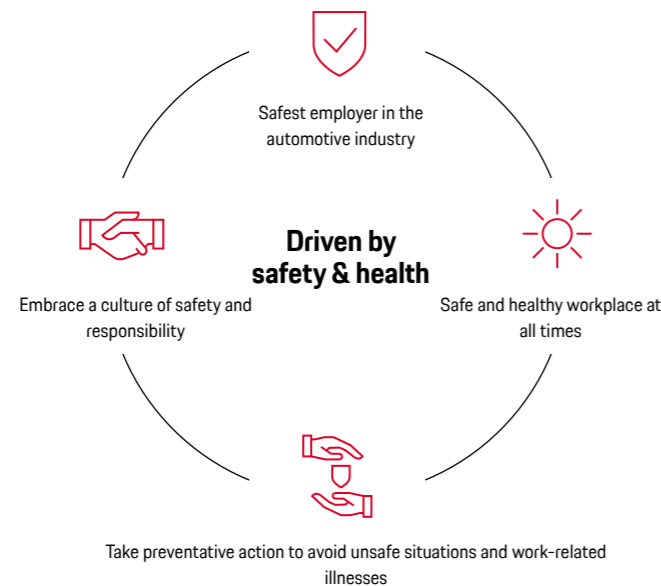 Safest employer in the
automotive industry
Driven by
safety & health
Embrace a culture of safety and
responsibility
Safe and healthy workplace at
all times
Take preventative action to avoid unsafe situations and work-related
illnesses